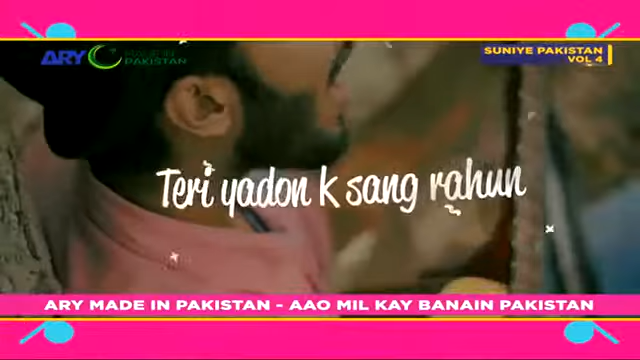 ARY MADE IN PAKISTAN
SUNIYE PAKISTAN
VOL 4
Teri yadon k sang rahun
ARY MADE IN PAKISTAN - AAO MIL KAY BANAIN PAKISTAN